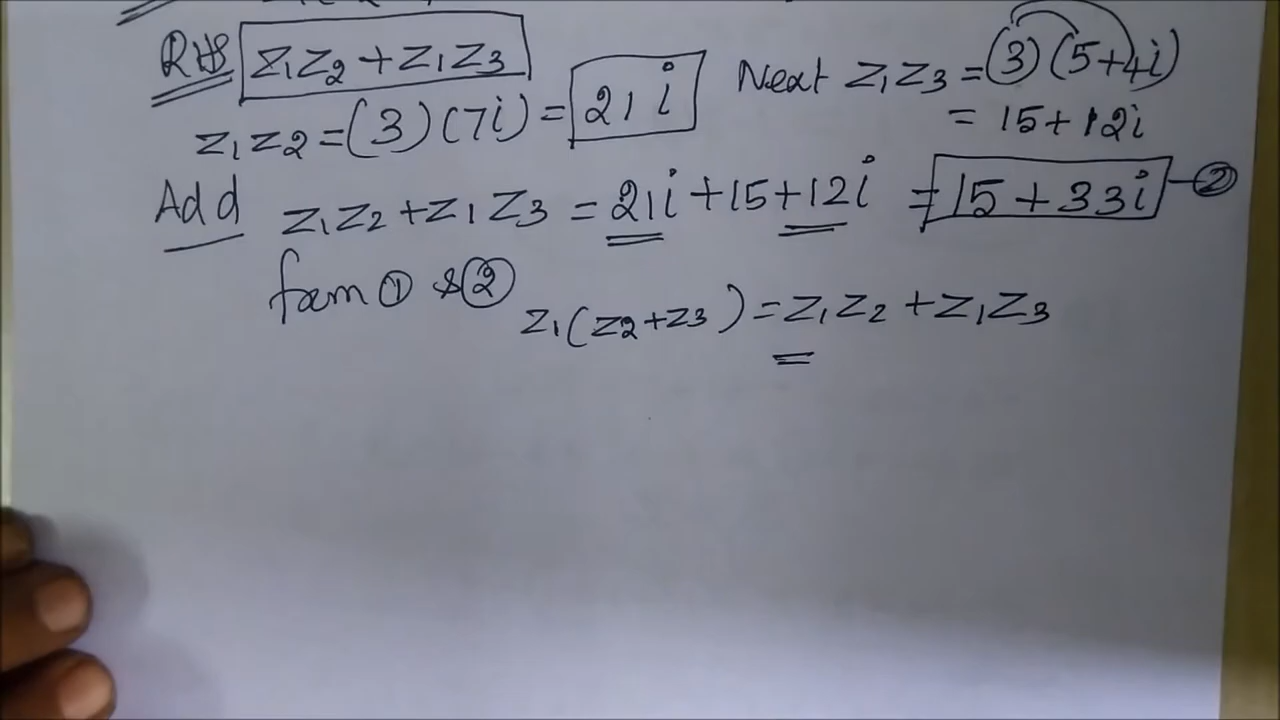 RHS z₁z₂ + z₁z₃
z₁z₂ = (3)(7i) = 21i
Next z₁z₃ = (3)(5+4i)
= 15+12i
Add z₁z₂ + z₁z₃ = 21i + 15 + 12i = 15 + 33i - ②
from ① & ②
z₁(z₂+z₃) = z₁z₂ + z₁z₃